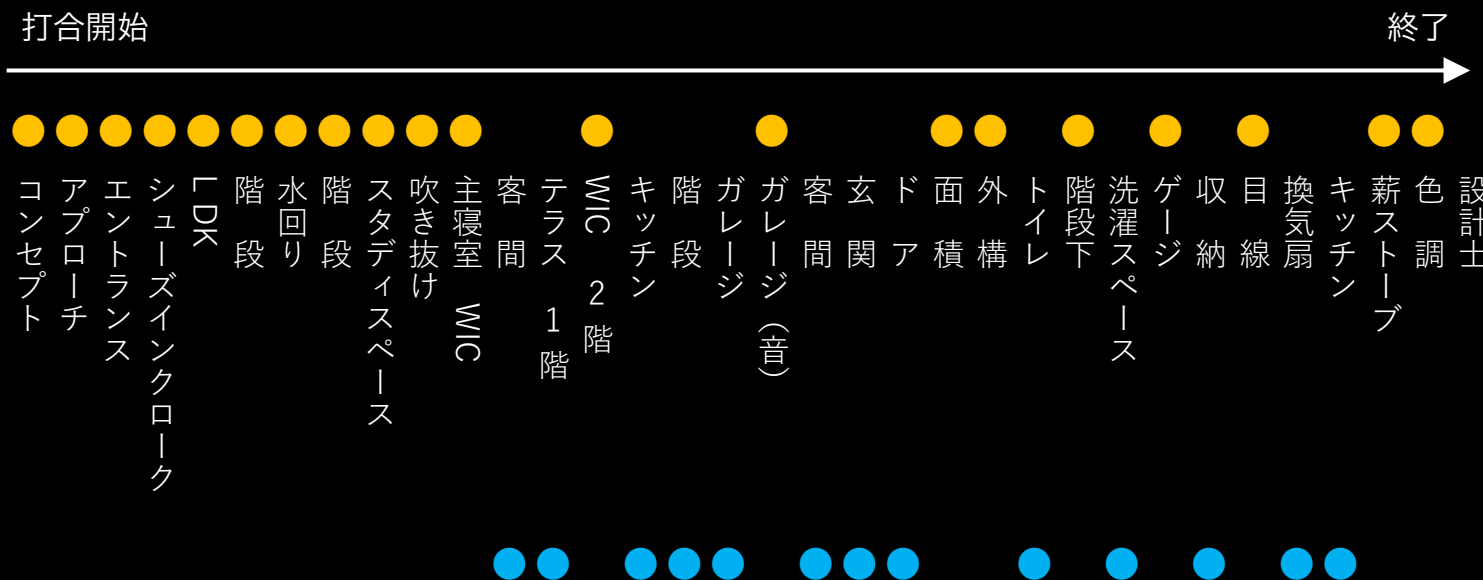 打合開始
終了
コンセプト
アプローチ
エントランス
シューズインクローク
LDK
階段
水回り
階段
スタディスペース
吹き抜け
主寝室 WIC
客間
テラス 1階
WIC 2階
キッチン
階段
ガレージ
ガレージ(音)
客間
玄関
ドア
面積
外構
トイレ
階段下
洗濯スペース
ゲージ
収納
目線
換気扇
キッチン
薪ストーブ
色調
設計士